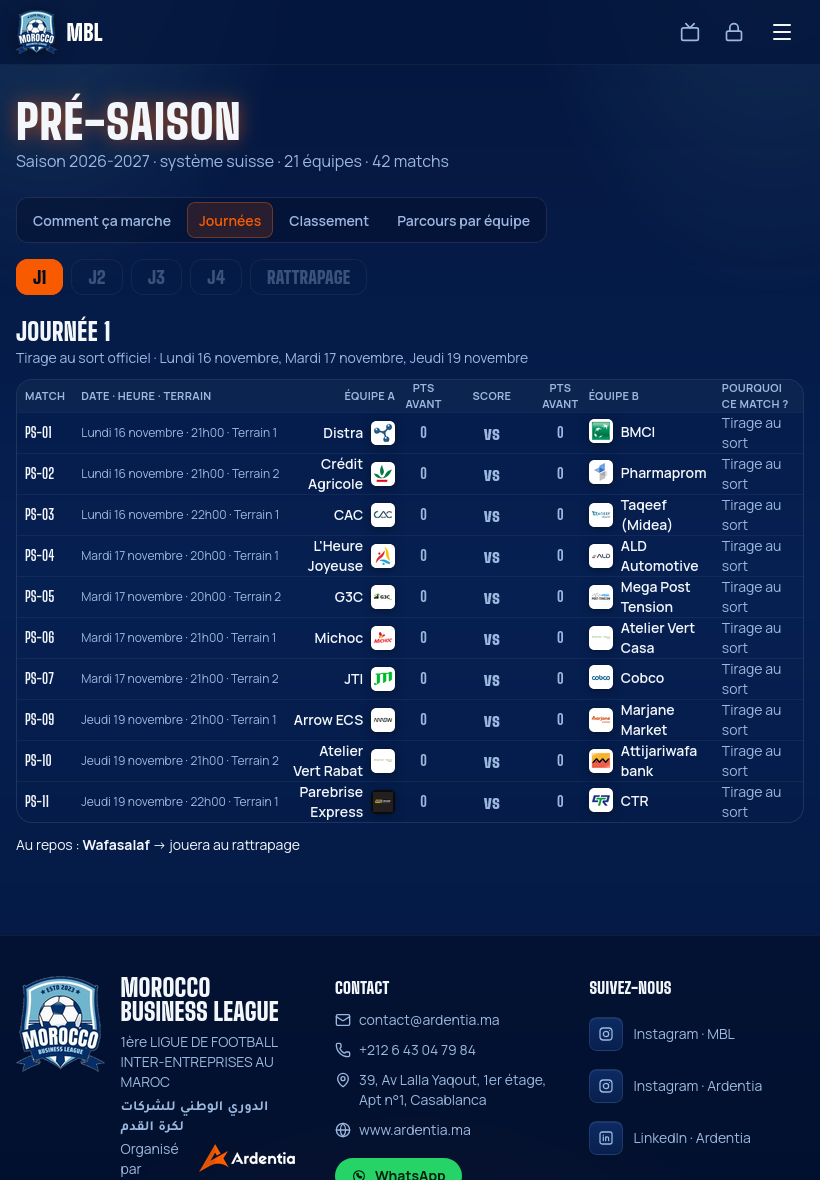 MBL
PRÉ-SAISON
Saison 2026-2027 · système suisse · 21 équipes · 42 matchs
Comment ça marche Journées Classement Parcours par équipe
J1 J2 J3 J4 RATTRAPAGE
JOURNÉE 1
Tirage au sort officiel · Lundi 16 novembre, Mardi 17 novembre, Jeudi 19 novembre
MATCH DATE · HEURE · TERRAIN ÉQUIPE A PTS AVANT SCORE PTS AVANT ÉQUIPE B POURQUOI CE MATCH ?
PS-01 Lundi 16 novembre · 21h00 · Terrain 1 Distra 0 VS 0 BMCI Tirage au sort
PS-02 Lundi 16 novembre · 21h00 · Terrain 2 Crédit Agricole 0 VS 0 Pharmaprom Tirage au sort
PS-03 Lundi 16 novembre · 22h00 · Terrain 1 CAC 0 VS 0 Taqeef (Midea) Tirage au sort
PS-04 Mardi 17 novembre · 20h00 · Terrain 1 L'Heure Joyeuse 0 VS 0 ALD Automotive Tirage au sort
PS-05 Mardi 17 novembre · 20h00 · Terrain 2 G3C 0 VS 0 Mega Post Tension Tirage au sort
PS-06 Mardi 17 novembre · 21h00 · Terrain 1 Michoc 0 VS 0 Atelier Vert Casa Tirage au sort
PS-07 Mardi 17 novembre · 21h00 · Terrain 2 JTI 0 VS 0 Cobco Tirage au sort
PS-09 Jeudi 19 novembre · 21h00 · Terrain 1 Arrow ECS 0 VS 0 Marjane Market Tirage au sort
PS-10 Jeudi 19 novembre · 21h00 · Terrain 2 Atelier Vert Rabat 0 VS 0 Attijariwafa bank Tirage au sort
PS-11 Jeudi 19 novembre · 22h00 · Terrain 1 Parebrise Express 0 VS 0 CTR Tirage au sort
Au repos : Wafasalaf → jouera au rattrapage
ESTD 2023
MOROCCO
BUSINESS LEAGUE
MOROCCO
BUSINESS LEAGUE
1ère LIGUE DE FOOTBALL
INTER-ENTREPRISES AU
MAROC
الدوري الوطني للشركات
لكرة القدم
Organisé
par
Ardentia
CONTACT
contact@ardentia.ma
+212 6 43 04 79 84
39, Av Lalla Yaqout, 1er étage,
Apt n°1, Casablanca
www.ardentia.ma
WhatsApp
SUIVEZ-NOUS
Instagram · MBL
Instagram · Ardentia
LinkedIn · Ardentia